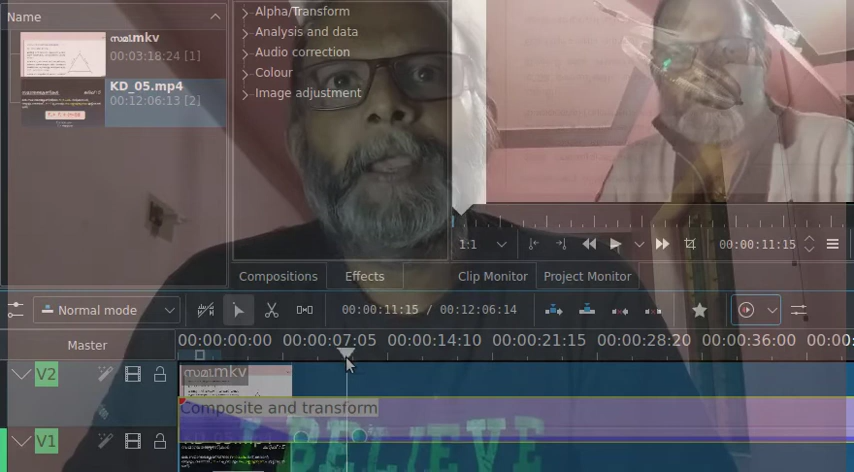 Name
.mkv
00:03:18:24 [1]
KD_05.mp4
00:12:06:13 [2]
Alpha/Transform
Analysis and data
Audio correction
Colour
Image adjustment
1:1
00:00:11:15
Compositions
Effects
Clip Monitor
Project Monitor
Normal mode
00:00:11:15 / 00:12:06:14
Master
00:00:00:00 00:00:07:05 00:00:14:10 00:00:21:15 00:00:28:20 00:00:36:00 00:00:
V2
.mkv
Composite and transform
V1
I BELIEVE